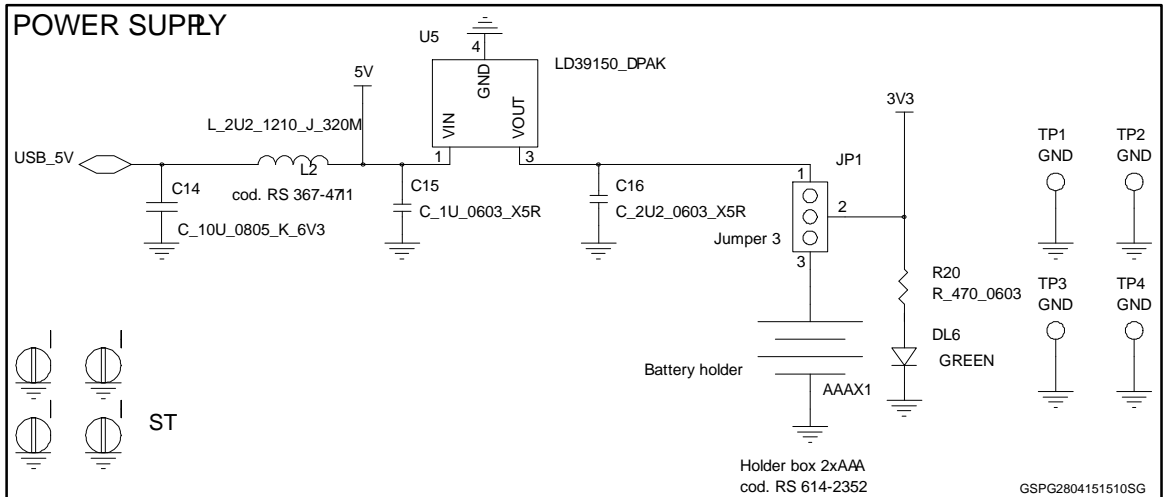 POWER SUPPLY
U5
4
GND
LD39150_DPAK
5V
VIN
VOUT
3V3
L_2U2_1210_J_320M
USB_5V
1
3
L2
cod. RS 367-4711
C14
C_10U_0805_K_6V3
C15
C_1U_0603_X5R
C16
C_2U2_0603_X5R
JP1
1
2
Jumper 3
3
TP1
GND
TP2
GND
R20
R_470_0603
TP3
GND
TP4
GND
DL6
GREEN
Battery holder
AAAX1
ST
Holder box 2xAAA
cod. RS 614-2352
GSPG2804151510SG